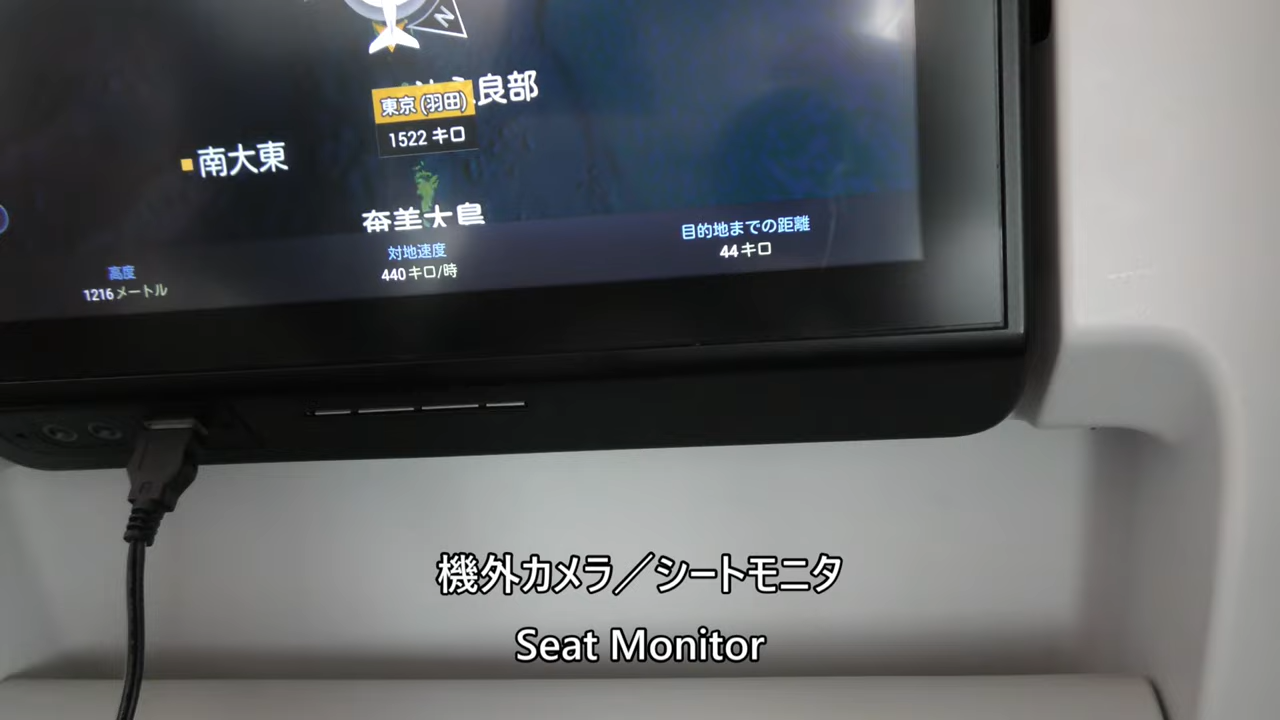 N
良部
東京 (羽田)
1522 キロ
南大東
奄美大島
高度
1216 メートル
対地速度
440 キロ/時
目的地までの距離
44 キロ
機外カメラ／シートモニタ
Seat Monitor